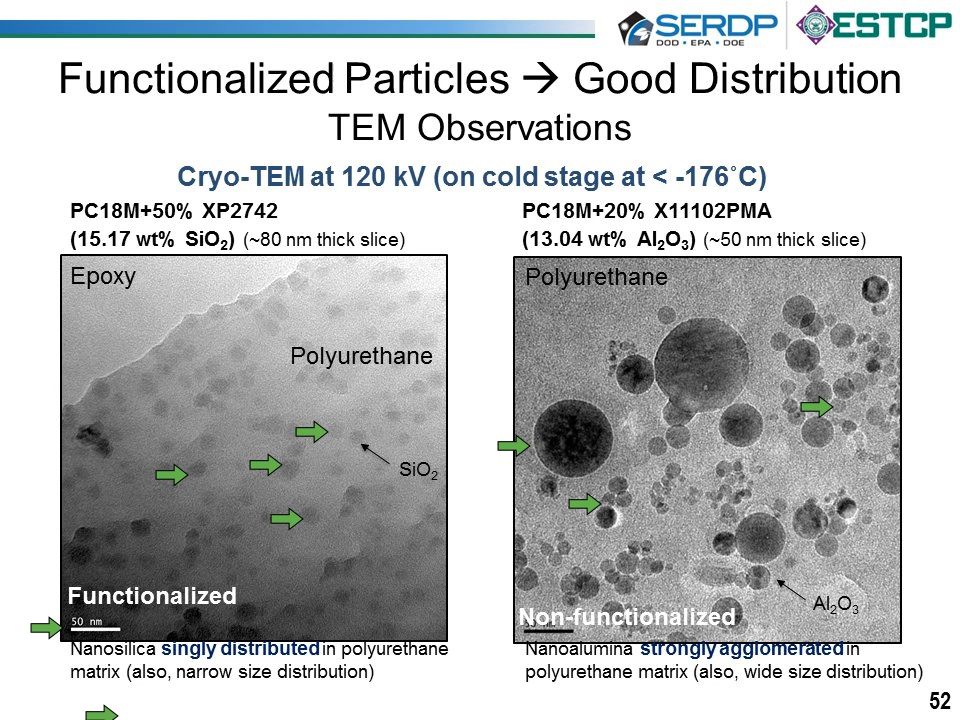 SERDP
DOD • EPA • DOE
ESTCP
Functionalized Particles → Good Distribution
TEM Observations
Cryo-TEM at 120 kV (on cold stage at < -176˚C)
PC18M+50% XP2742
(15.17 wt% SiO₂) (~80 nm thick slice)
Epoxy
Polyurethane
SiO₂
Functionalized
50 nm
Nanosilica singly distributed in polyurethane
matrix (also, narrow size distribution)
PC18M+20% X11102PMA
(13.04 wt% Al₂O₃) (~50 nm thick slice)
Polyurethane
Al₂O₃
Non-functionalized
Nanoalumina strongly agglomerated in
polyurethane matrix (also, wide size distribution)
52